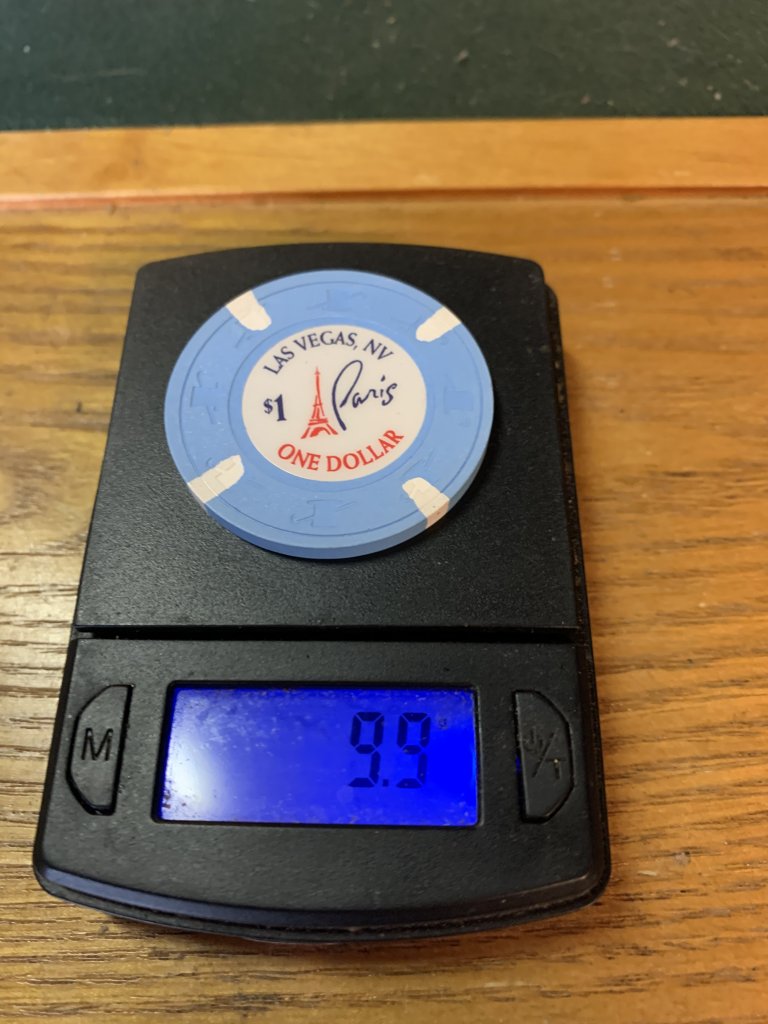 LAS VEGAS, NV
$1 Paris
ONE DOLLAR
9.9
M